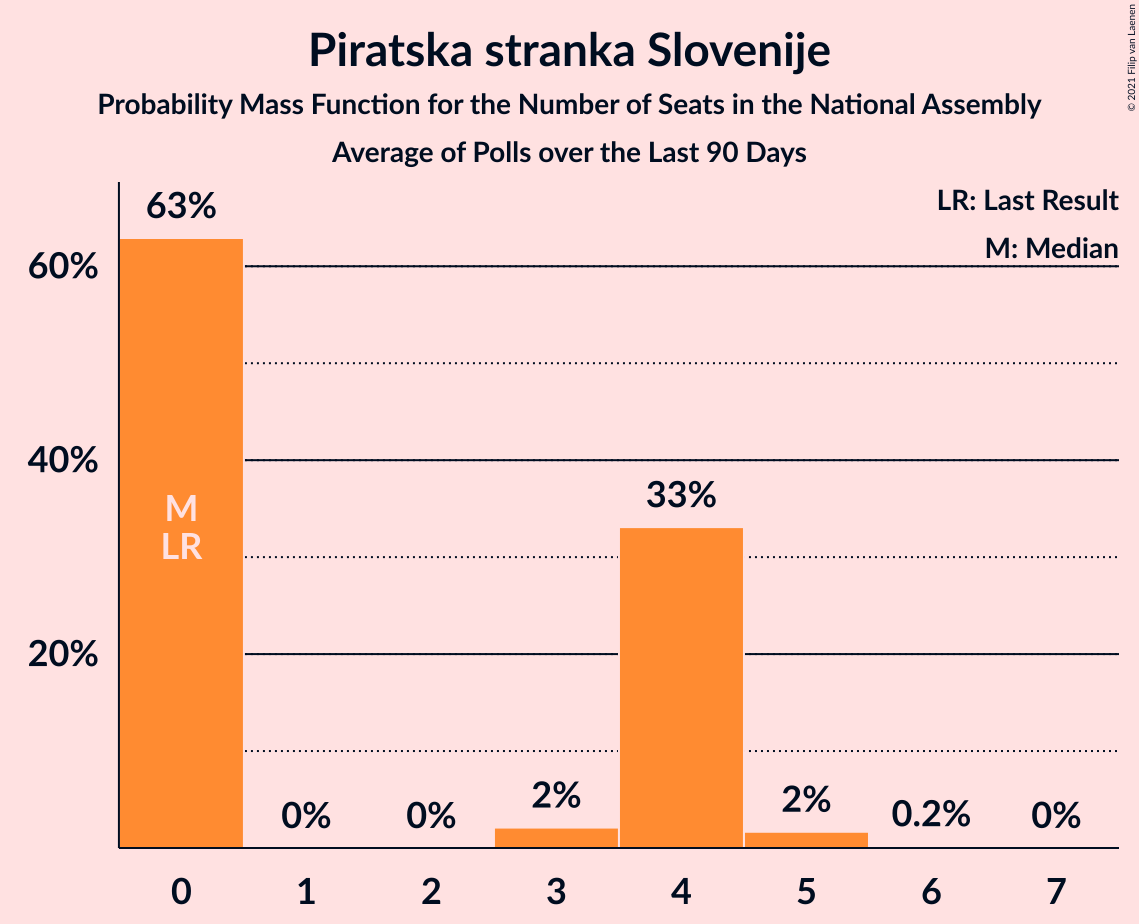 Piratska stranka Slovenije
Probability Mass Function for the Number of Seats in the National Assembly
Average of Polls over the Last 90 Days
© 2021 Filip van Laenen
LR: Last Result
M: Median
63%
60%
40%
20%
M
LR
0%
0%
2%
33%
2%
0.2%
0%
0
1
2
3
4
5
6
7